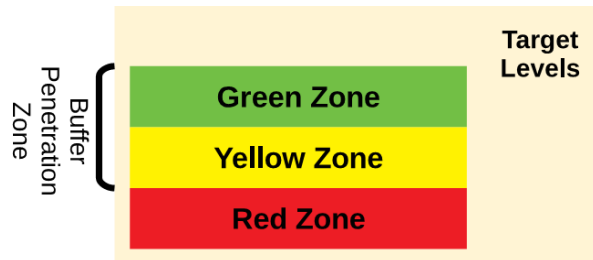 Target
Levels
Green Zone
Yellow Zone
Red Zone
Buffer
Penetration
Zone